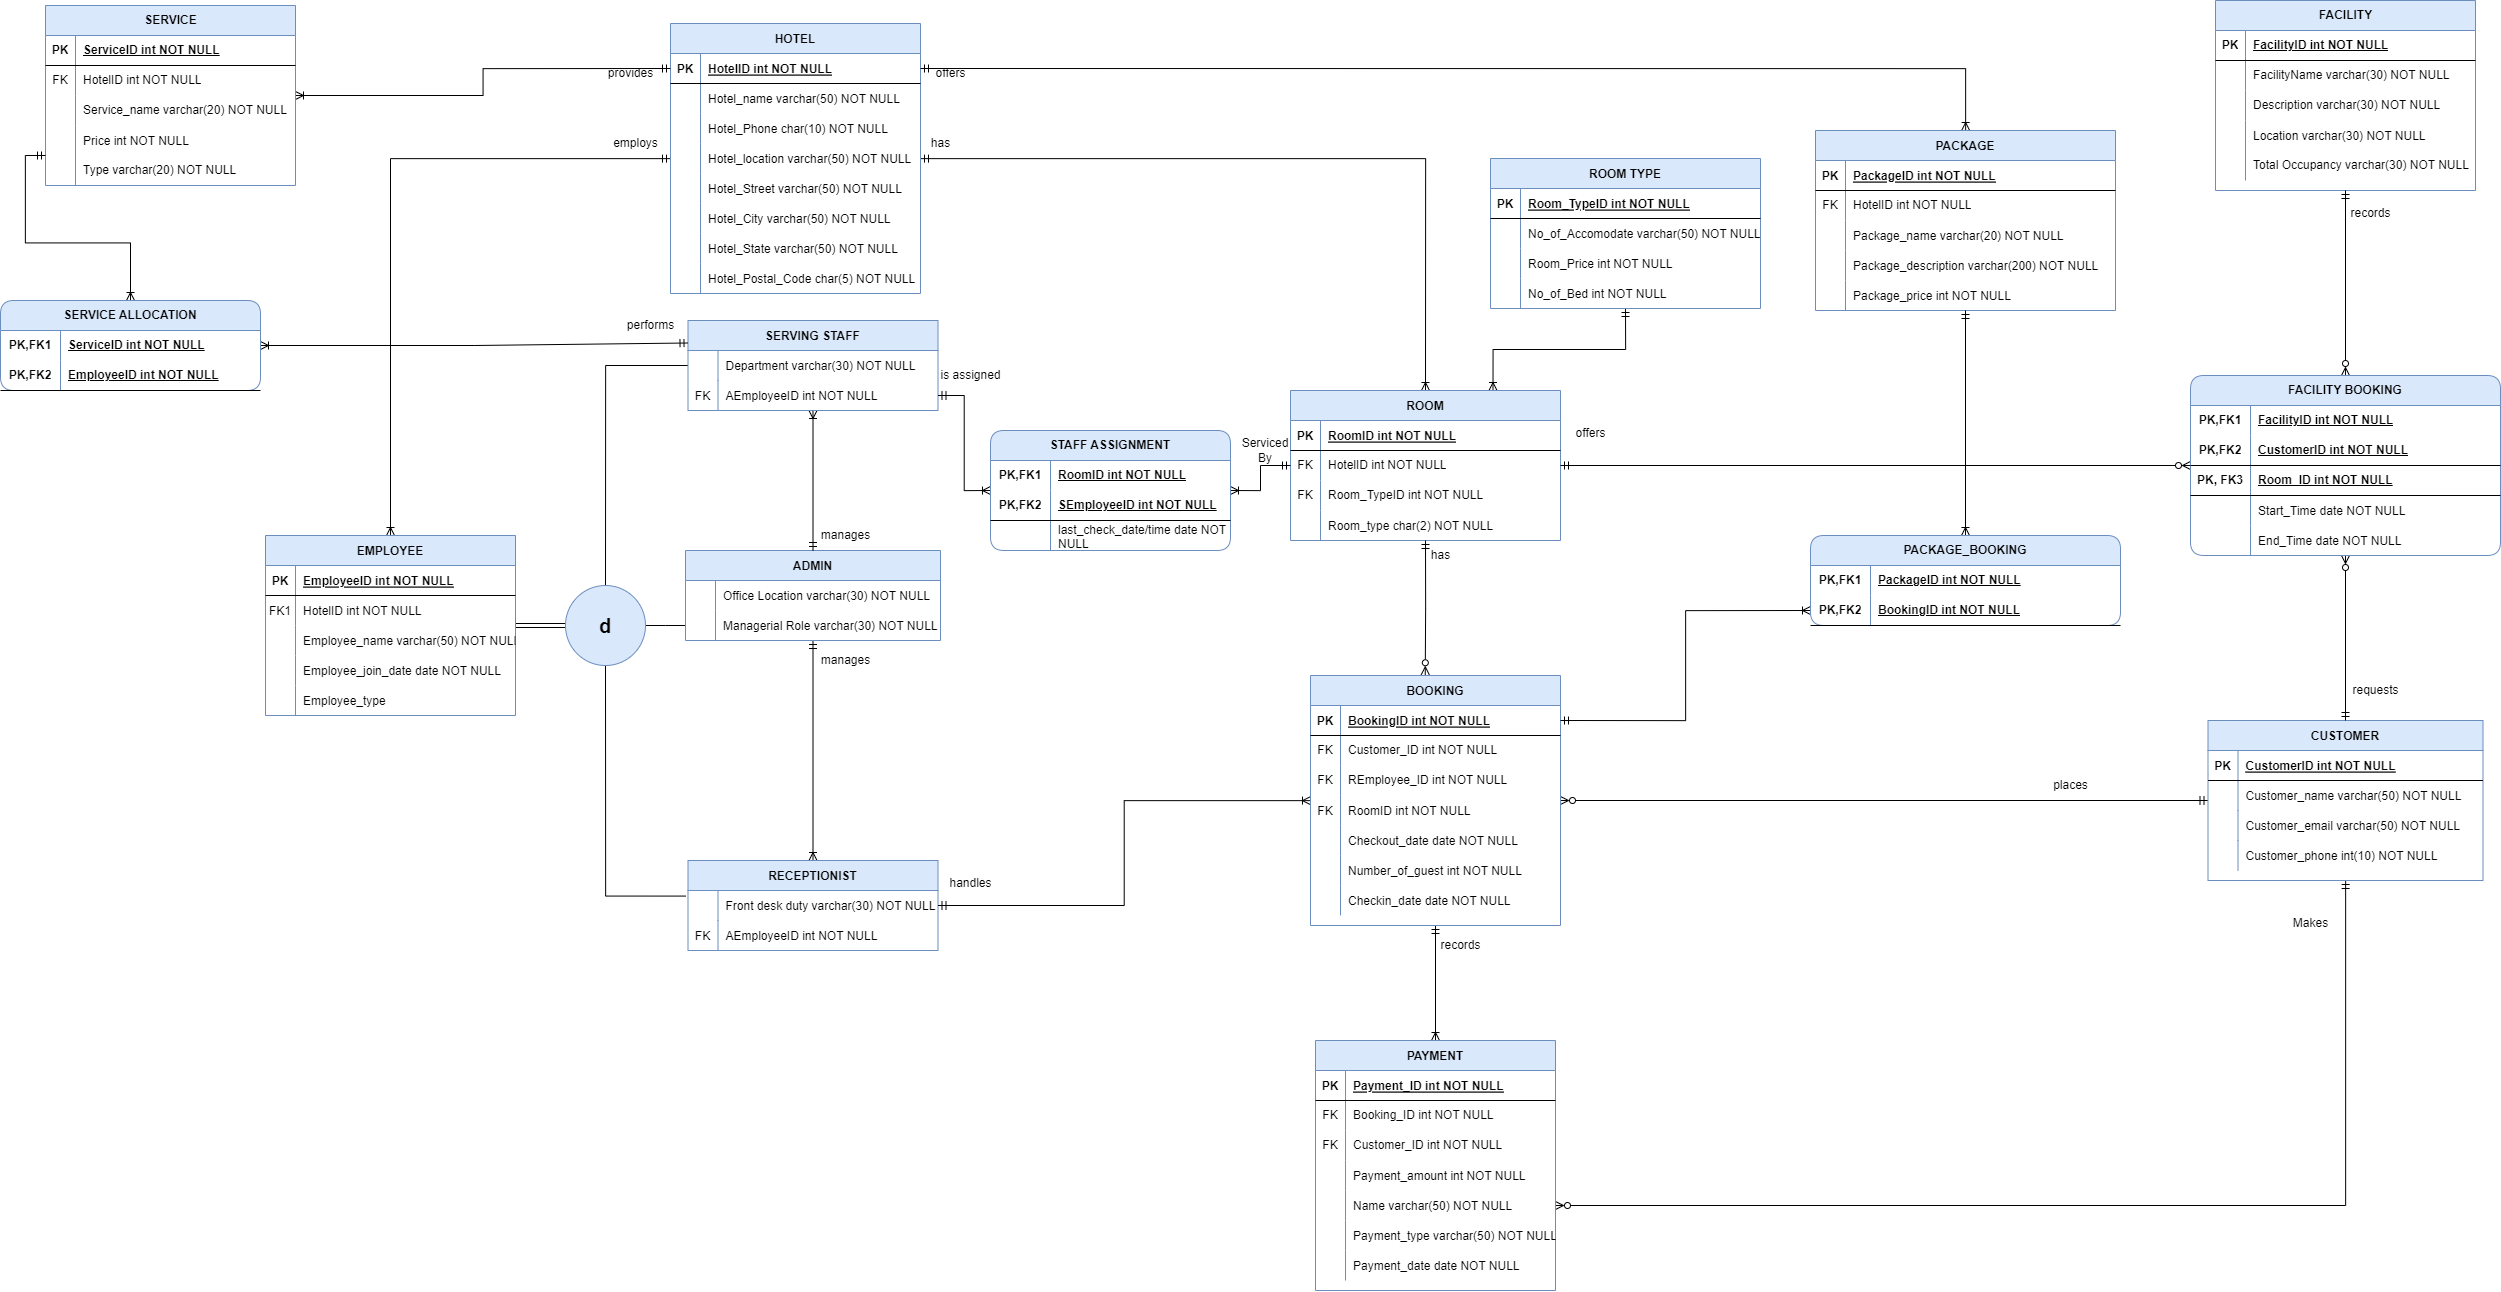 SERVICE
PK ServiceID int NOT NULL
FK HotelID int NOT NULL
Service_name varchar(20) NOT NULL
Price int NOT NULL
Type varchar(20) NOT NULL
provides
HOTEL
PK HotelID int NOT NULL
Hotel_name varchar(50) NOT NULL
Hotel_Phone char(10) NOT NULL
Hotel_location varchar(50) NOT NULL
Hotel_Street varchar(50) NOT NULL
Hotel_City varchar(50) NOT NULL
Hotel_State varchar(50) NOT NULL
Hotel_Postal_Code char(5) NOT NULL
offers
employs
has
FACILITY
PK FacilityID int NOT NULL
FacilityName varchar(30) NOT NULL
Description varchar(30) NOT NULL
Location varchar(30) NOT NULL
Total Occupancy varchar(30) NOT NULL
records
PACKAGE
PK PackageID int NOT NULL
FK HotelID int NOT NULL
Package_name varchar(20) NOT NULL
Package_description varchar(200) NOT NULL
Package_price int NOT NULL
ROOM TYPE
PK Room_TypeID int NOT NULL
No_of_Accomodate varchar(50) NOT NULL
Room_Price int NOT NULL
No_of_Bed int NOT NULL
SERVICE ALLOCATION
PK,FK1 ServiceID int NOT NULL
PK,FK2 EmployeeID int NOT NULL
performs
SERVING STAFF
Department varchar(30) NOT NULL
FK AEmployeeID int NOT NULL
is assigned
STAFF ASSIGNMENT
PK,FK1 RoomID int NOT NULL
PK,FK2 SEmployeeID int NOT NULL
last_check_date/time date NOT
NULL
Serviced
By
ROOM
PK RoomID int NOT NULL
FK HotelID int NOT NULL
FK Room_TypeID int NOT NULL
Room_type char(2) NOT NULL
offers
has
FACILITY BOOKING
PK,FK1 FacilityID int NOT NULL
PK,FK2 CustomerID int NOT NULL
PK, FK3 Room_ID int NOT NULL
Start_Time date NOT NULL
End_Time date NOT NULL
EMPLOYEE
PK EmployeeID int NOT NULL
FK1 HotelID int NOT NULL
Employee_name varchar(50) NOT NULL
Employee_join_date date NOT NULL
Employee_type
d
manages
ADMIN
Office Location varchar(30) NOT NULL
Managerial Role varchar(30) NOT NULL
manages
PACKAGE_BOOKING
PK,FK1 PackageID int NOT NULL
PK,FK2 BookingID int NOT NULL
BOOKING
PK BookingID int NOT NULL
FK Customer_ID int NOT NULL
FK REmployee_ID int NOT NULL
FK RoomID int NOT NULL
Checkout_date date NOT NULL
Number_of_guest int NOT NULL
Checkin_date date NOT NULL
requests
CUSTOMER
PK CustomerID int NOT NULL
Customer_name varchar(50) NOT NULL
Customer_email varchar(50) NOT NULL
Customer_phone int(10) NOT NULL
places
Makes
RECEPTIONIST
Front desk duty varchar(30) NOT NULL
FK AEmployeeID int NOT NULL
handles
records
PAYMENT
PK Payment_ID int NOT NULL
FK Booking_ID int NOT NULL
FK Customer_ID int NOT NULL
Payment_amount int NOT NULL
Name varchar(50) NOT NULL
Payment_type varchar(50) NOT NULL
Payment_date date NOT NULL